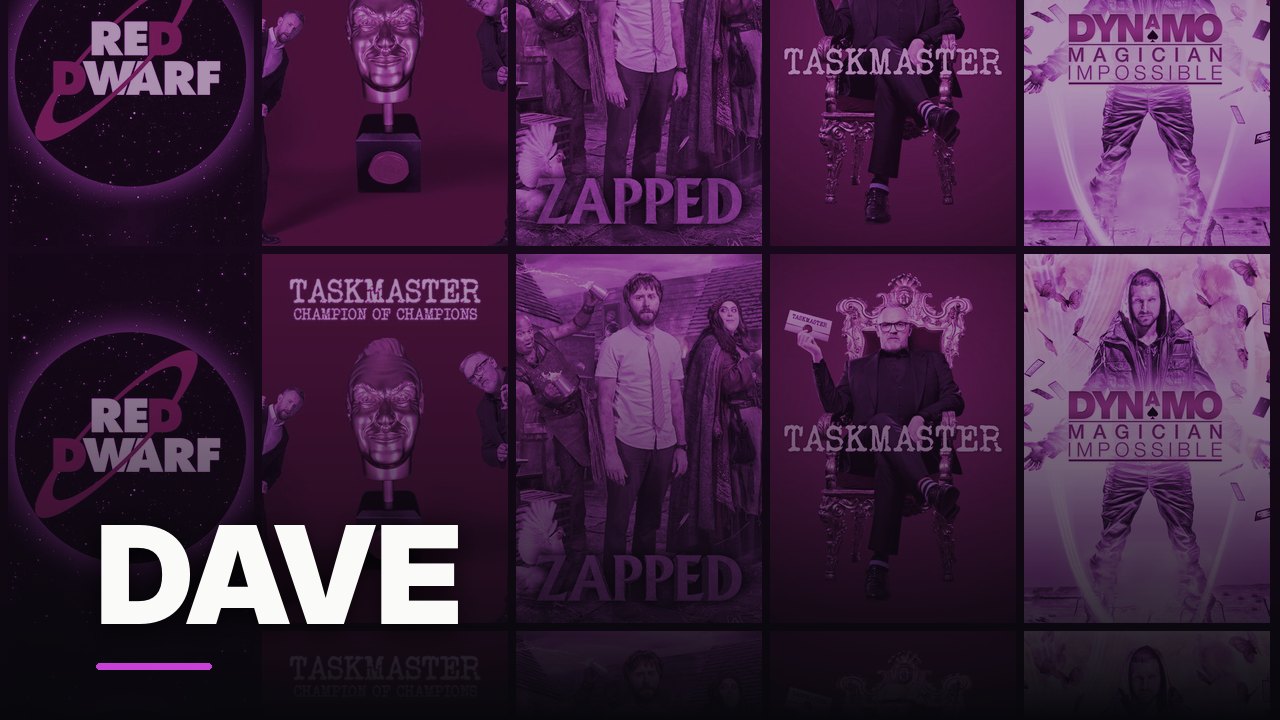 RED
DWARF
ZAPPED
TASKMASTER
DYNAMO
MAGICIAN
IMPOSSIBLE
RED
DWARF
TASKMASTER
CHAMPION OF CHAMPIONS
ZAPPED
TASKMASTER
TASKMASTER
DYNAMO
MAGICIAN
IMPOSSIBLE
DAVE
TASKMASTER
CHAMPION OF CHAMPIONS